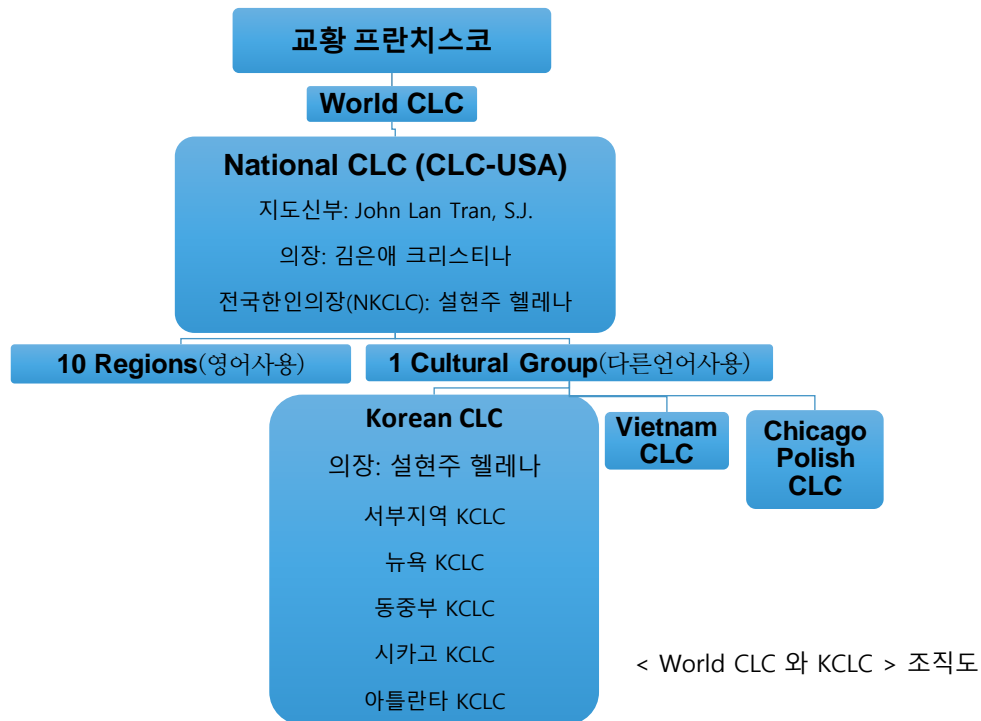 교황 프란치스코
World CLC
National CLC (CLC-USA)
지도신부: John Lan Tran, S.J.
의장: 김은애 크리스티나
전국한인의장(NKCLC): 설현주 헬레나
10 Regions(영어사용)
1 Cultural Group(다른언어사용)
Korean CLC
의장: 설현주 헬레나
서부지역 KCLC
뉴욕 KCLC
동중부 KCLC
시카고 KCLC
아틀란타 KCLC
Vietnam
CLC
Chicago
Polish
CLC
< World CLC 와 KCLC > 조직도